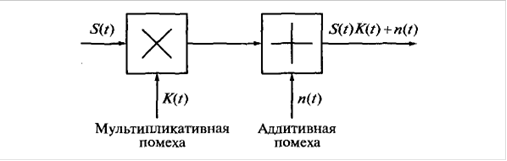 S(t)
S(t)K(t)+n(t)
K(t)
n(t)
Мультипликативная
помеха
Аддитивная
помеха